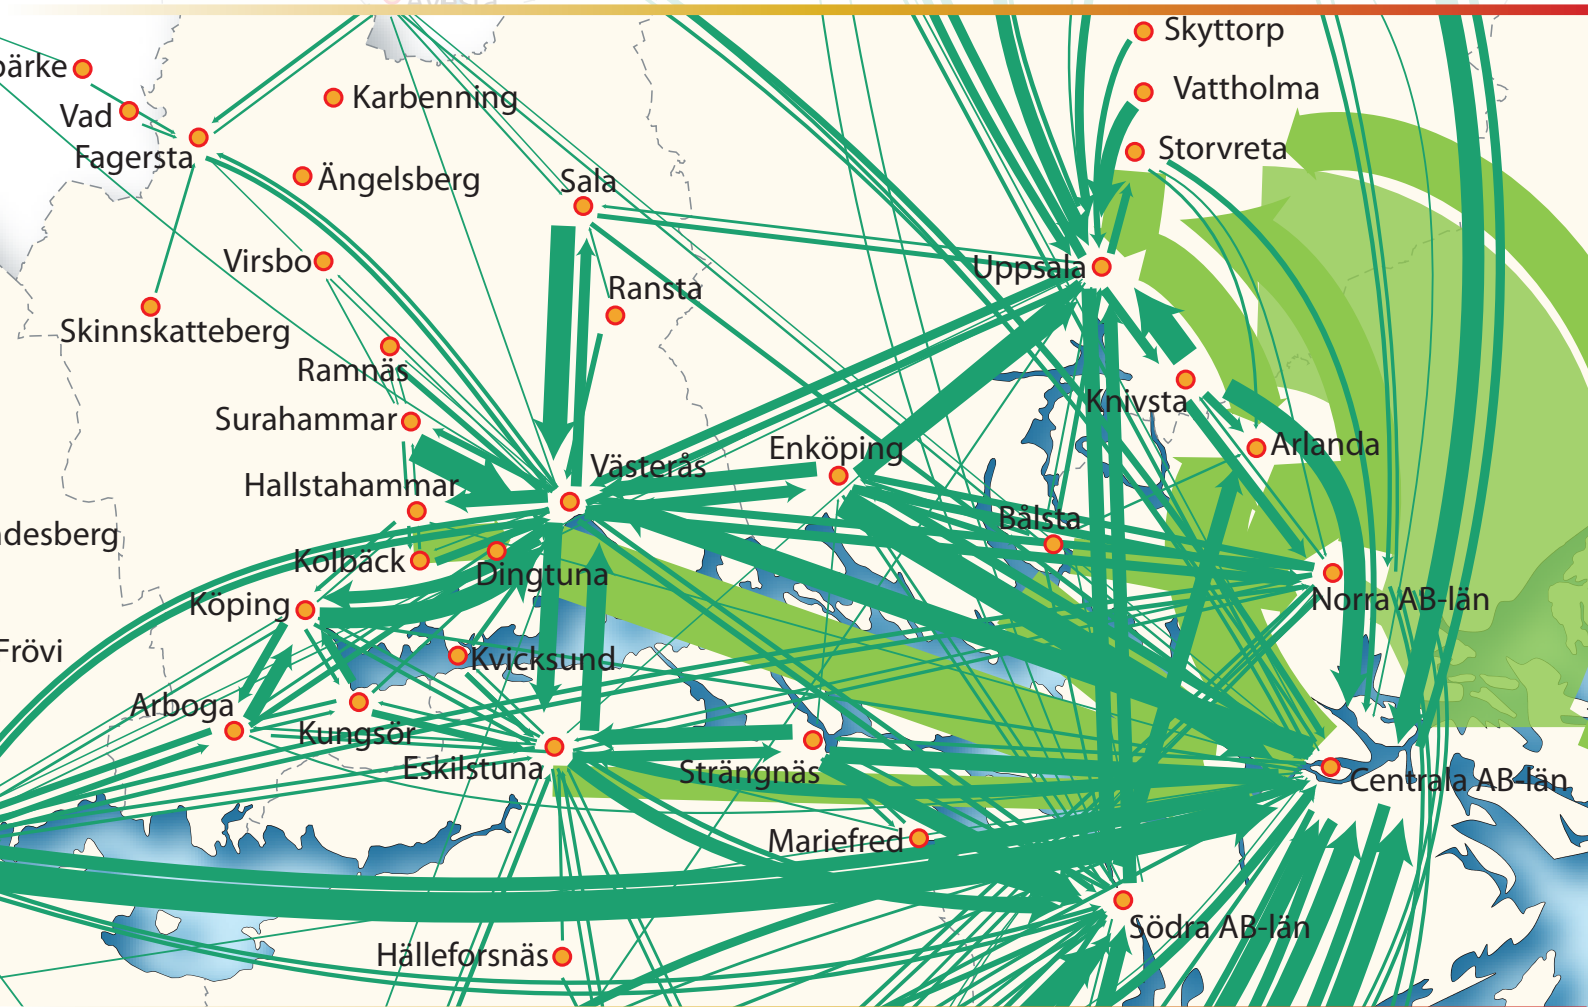 Skyttorp
bärke
Vattholma
Karbenning
Vad
Storvreta
Fagersta
Ängelsberg
Sala
Virsbo
Uppsala
Ransta
Skinnskatteberg
Ramnäs
Knivsta
Surahammar
Arlanda
Enköping
Västerås
Hallstahammar
Bålsta
desberg
Kolbäck
Dingtuna
Norra AB-län
Köping
Frövi
Kvicksund
Arboga
Kungsör
Eskilstuna
Strängnäs
Centrala AB-län
Mariefred
Södra AB-län
Hälleforsnäs